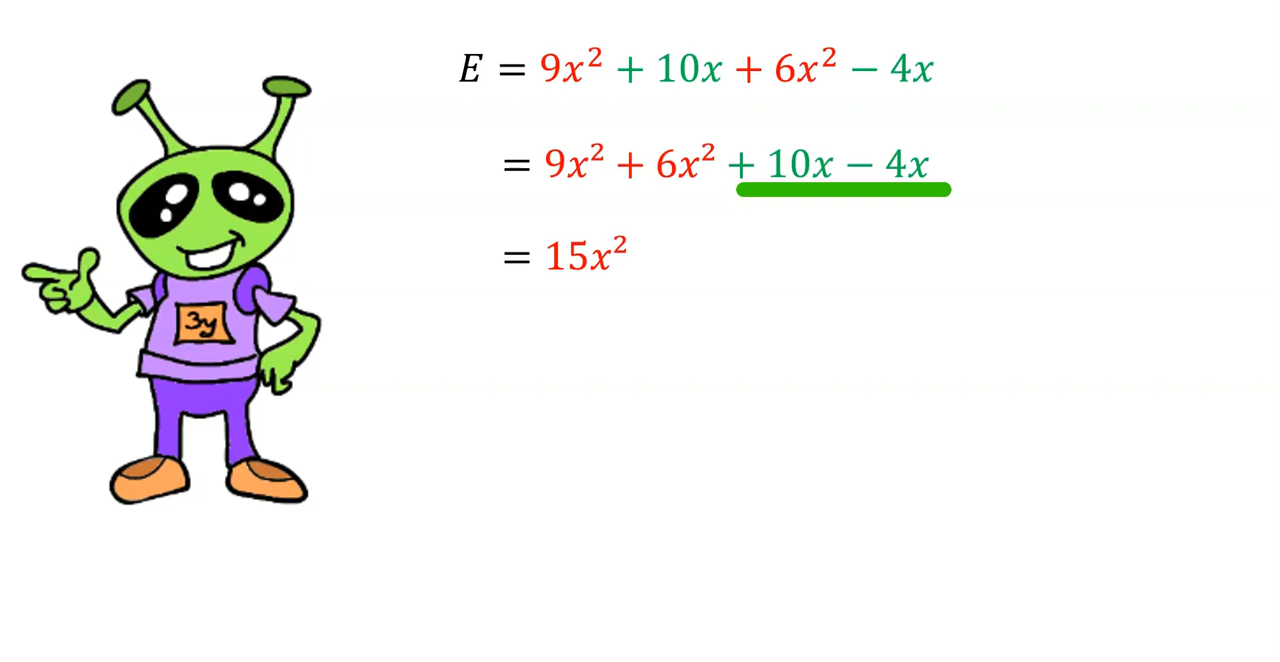 E = 9x² + 10x + 6x² − 4x
= 9x² + 6x² + 10x − 4x
= 15x²
3y